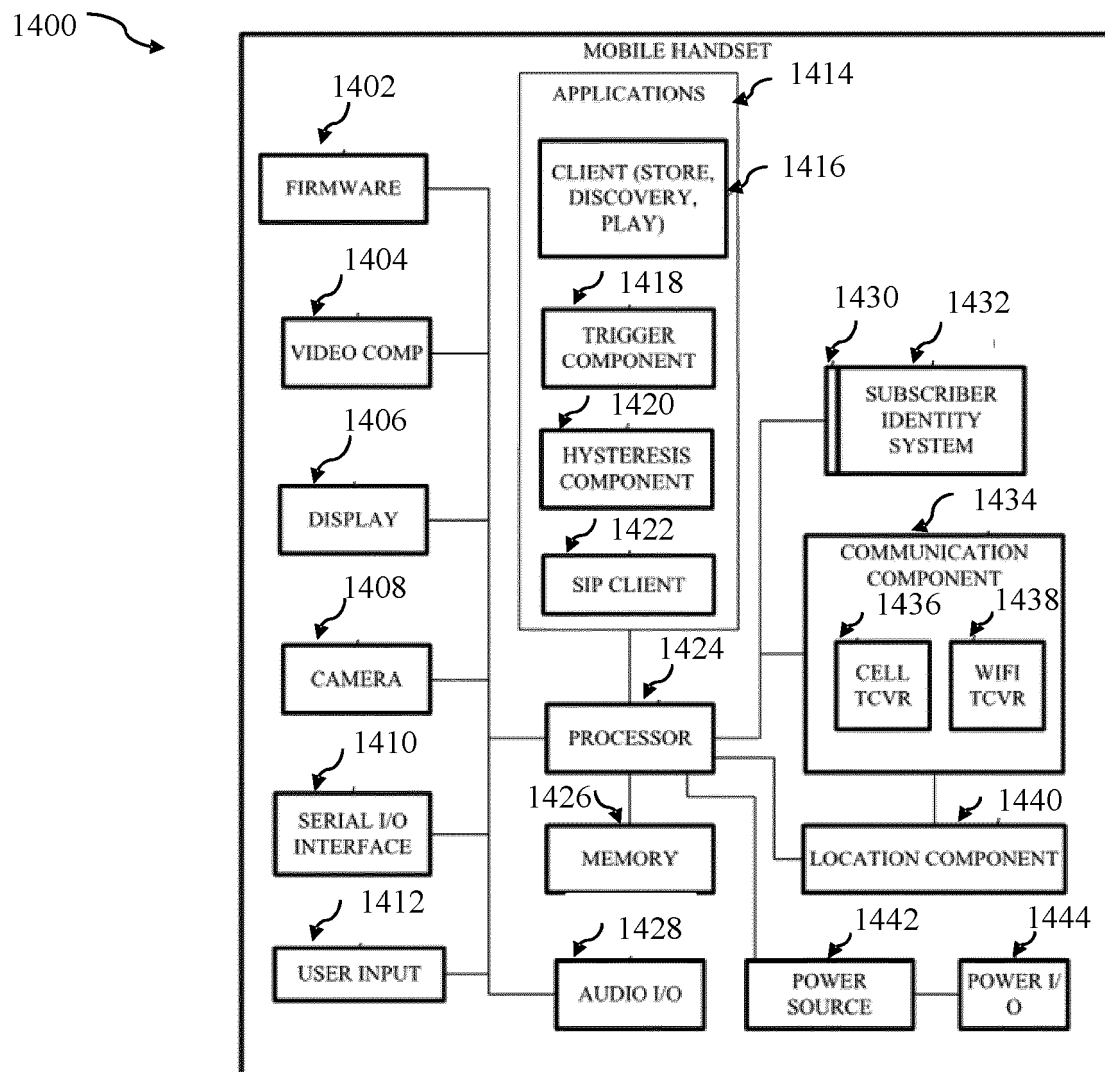 1400
MOBILE HANDSET
1402
FIRMWARE
1404
VIDEO COMP
1406
DISPLAY
1408
CAMERA
1410
SERIAL I/O
INTERFACE
1412
USER INPUT
1414
APPLICATIONS
1416
CLIENT (STORE,
DISCOVERY,
PLAY)
1418
TRIGGER
COMPONENT
1420
HYSTERESIS
COMPONENT
1422
SIP CLIENT
1424
PROCESSOR
1426
MEMORY
1428
AUDIO I/O
1430
1432
SUBSCRIBER
IDENTITY
SYSTEM
1434
COMMUNICATION
COMPONENT
1436
CELL
TCVR
1438
WIFI
TCVR
1440
LOCATION COMPONENT
1442
POWER
SOURCE
1444
POWER I/
O